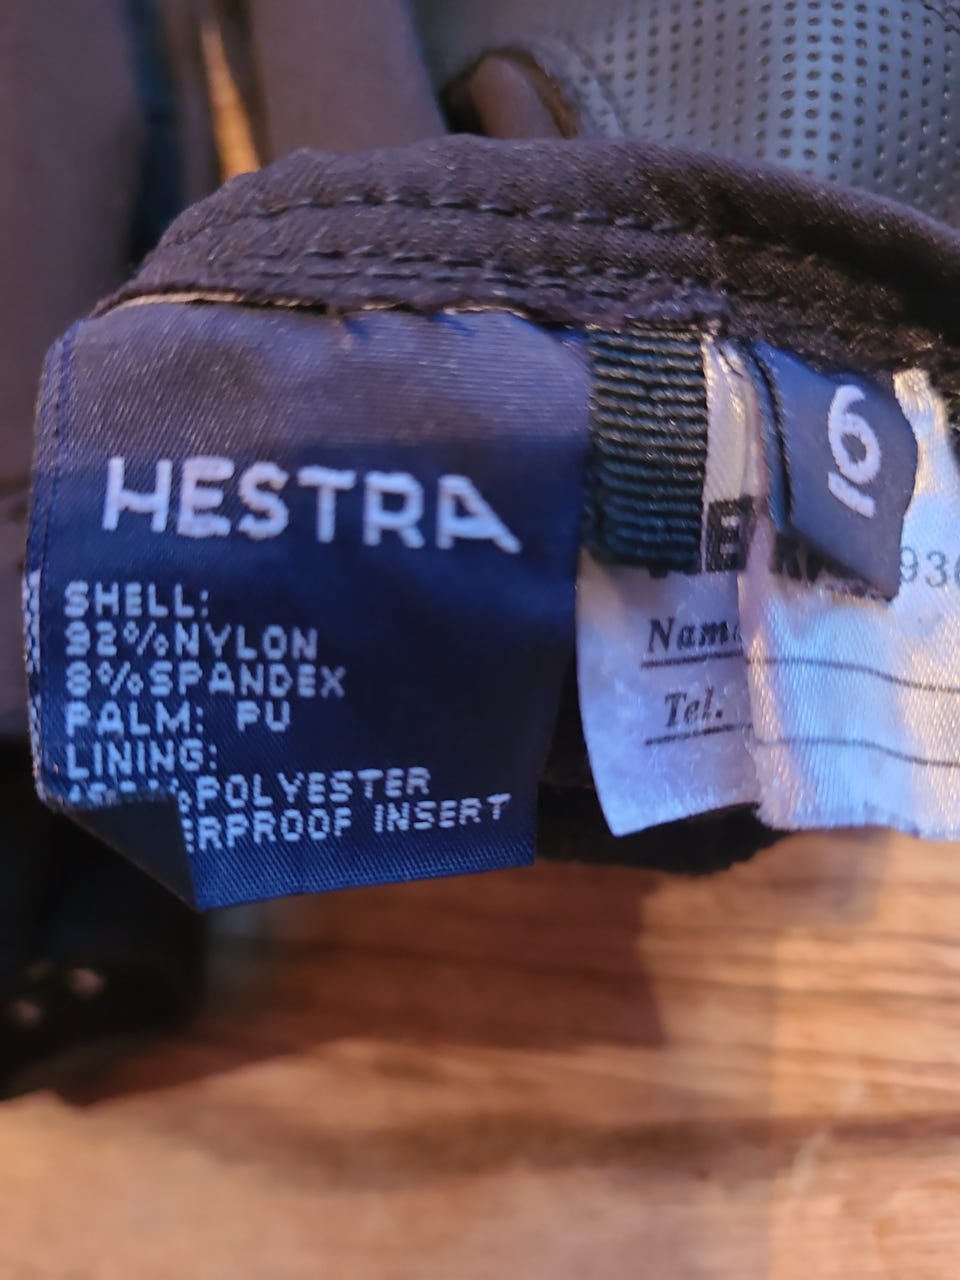 HESTRA
SHELL:
92%NYLON
8%SPANDEX
PALM: PU
LINING:
%POLYESTER
ERPROOF INSERT
6
Name
Tel.